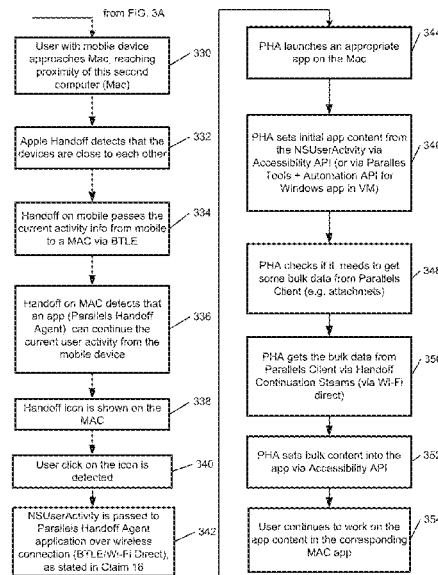 from FIG. 3A
User with mobile device
approaches Mac, reaching
proximity of this second
computer (Mac)
330
Apple Handoff detects that the
devices are close to each other
332
Handoff on mobile passes the
current activity info from mobile
to a MAC via BTLE
334
Handoff on MAC detects that
an app (Parallels Handoff
Agent) can continue the
current user activity from the
mobile device
336
Handoff icon is shown on the
MAC
338
User click on the icon is
detected
340
NSUserActivity is passed to
Parallels Handoff Agent
application over wireless
connection (BTLE/Wi-Fi Direct),
as stated in Claim 16
342
PHA launches an appropriate
app on the Mac
344
PHA sets initial app content from
the NSUserActivity via
Accessibility API (or via Parallels
Tools + Automation API for
Windows app in VM)
346
PHA checks if it needs to get
some bulk data from Parallels
Client (e.g. attachments)
348
PHA gets the bulk data from
Parallels Client via Handoff
Continuation Steams (via Wi-Fi
direct)
350
PHA sets bulk content into the
app via Accessibility API
352
User continues to work on the
app content in the corresponding
MAC app
354